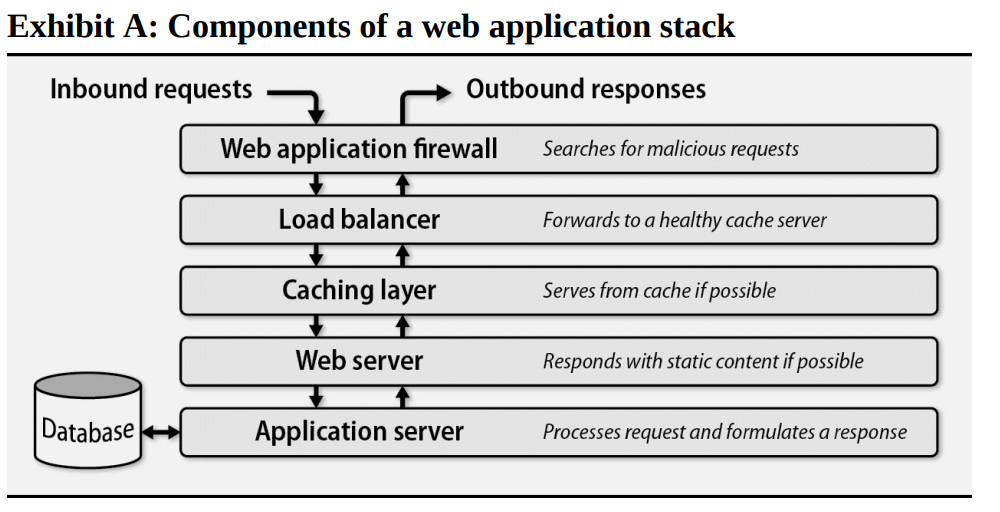 Exhibit A: Components of a web application stack
Inbound requests
Outbound responses
Web application firewall
Searches for malicious requests
Load balancer
Forwards to a healthy cache server
Caching layer
Serves from cache if possible
Web server
Responds with static content if possible
Database
Application server
Processes request and formulates a response